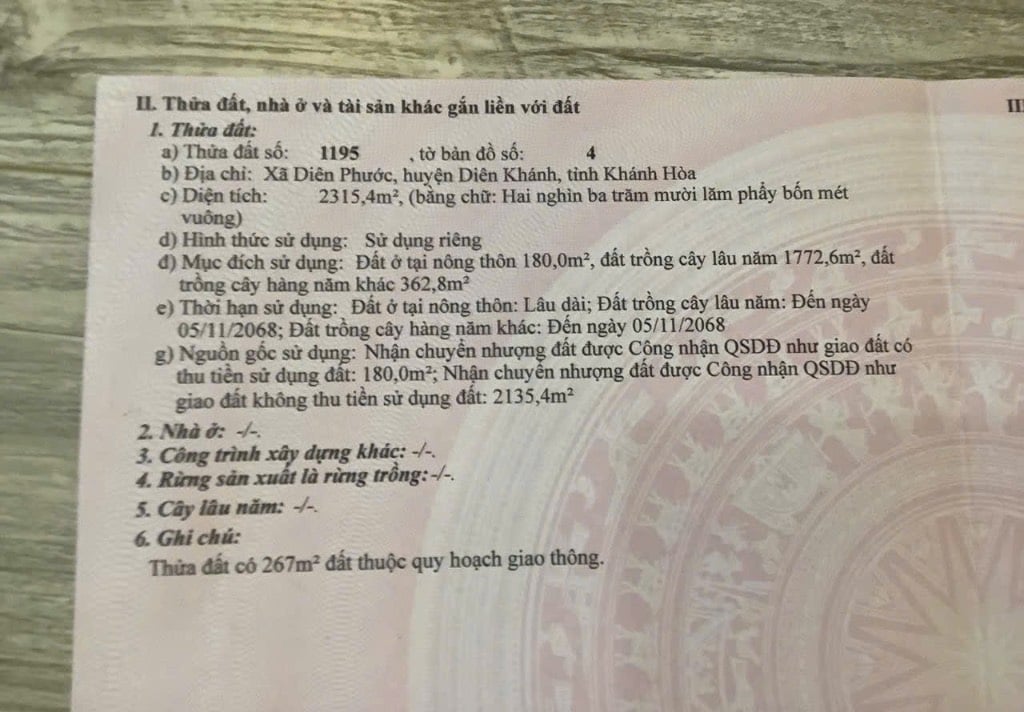 II. Thửa đất, nhà ở và tài sản khác gắn liền với đất
III
1. Thửa đất:
a) Thửa đất số: 1195 , tờ bản đồ số: 4
b) Địa chỉ: Xã Diên Phước, huyện Diên Khánh, tỉnh Khánh Hòa
c) Diện tích: 2315,4m², (bằng chữ: Hai nghìn ba trăm mười lăm phẩy bốn mét
vuông)
d) Hình thức sử dụng: Sử dụng riêng
đ) Mục đích sử dụng: Đất ở tại nông thôn 180,0m², đất trồng cây lâu năm 1772,6m², đất
trồng cây hàng năm khác 362,8m²
e) Thời hạn sử dụng: Đất ở tại nông thôn: Lâu dài; Đất trồng cây lâu năm: Đến ngày
05/11/2068; Đất trồng cây hàng năm khác: Đến ngày 05/11/2068
g) Nguồn gốc sử dụng: Nhận chuyển nhượng đất được Công nhận QSDĐ như giao đất có
thu tiền sử dụng đất: 180,0m²; Nhận chuyển nhượng đất được Công nhận QSDĐ như
giao đất không thu tiền sử dụng đất: 2135,4m²
2. Nhà ở: -/-.
3. Công trình xây dựng khác: -/-.
4. Rừng sản xuất là rừng trồng: -/-.
5. Cây lâu năm: -/-.
6. Ghi chú:
Thửa đất có 267m² đất thuộc quy hoạch giao thông.